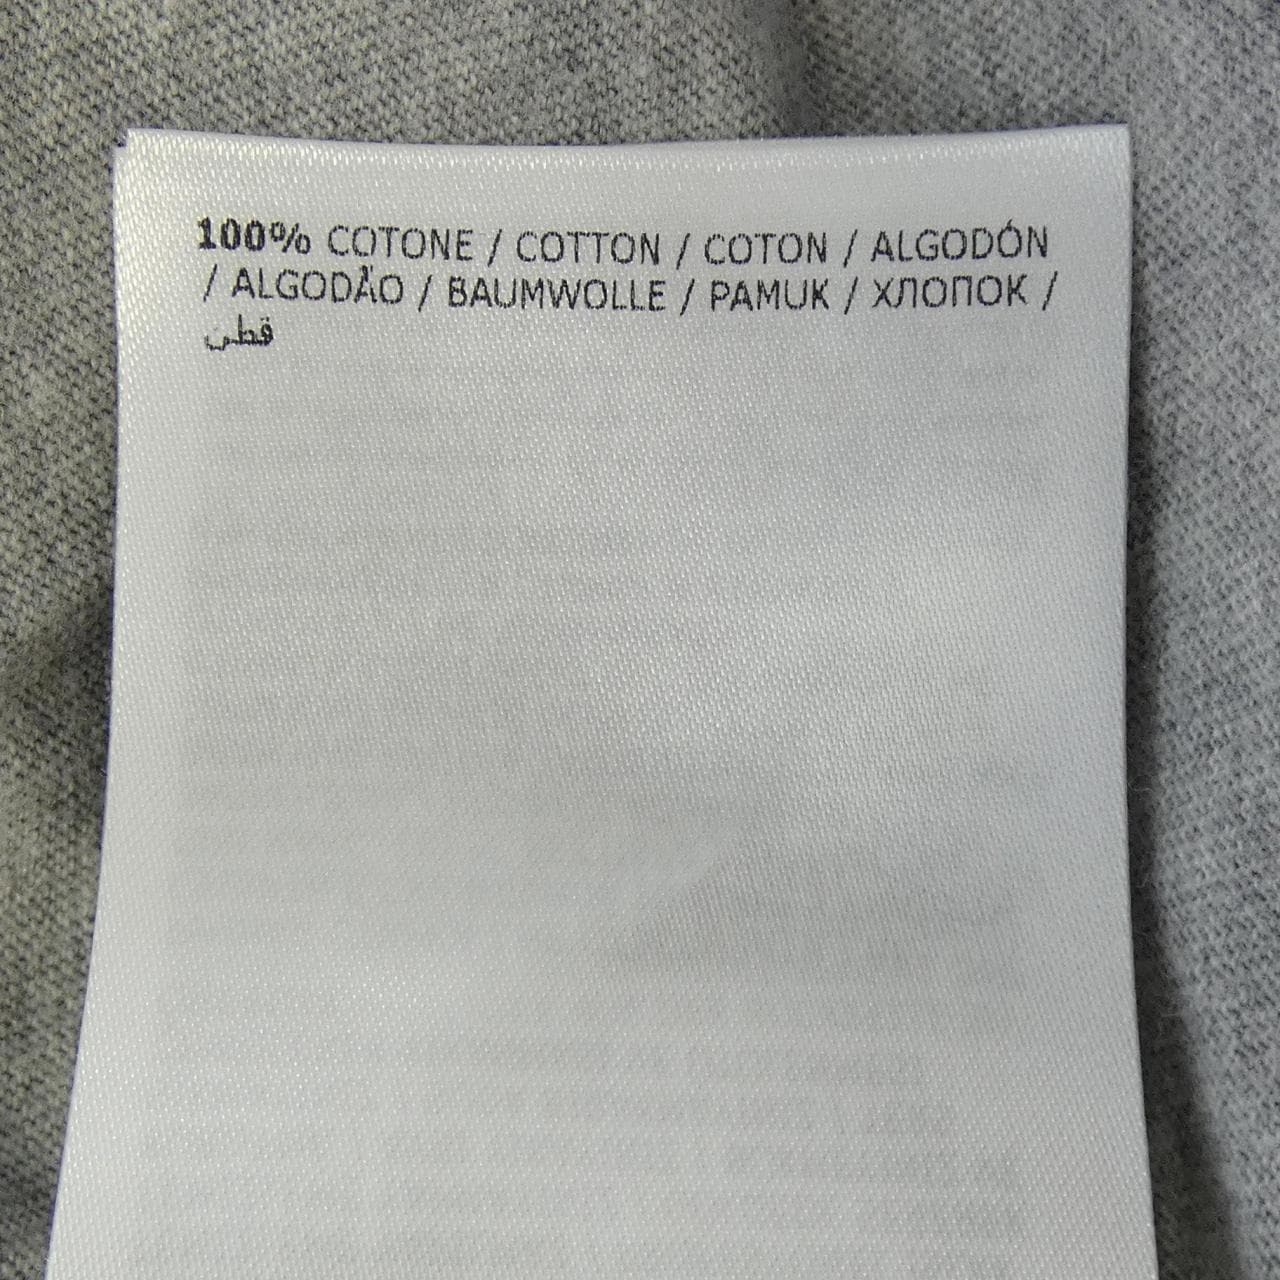 100% COTONE / COTTON / COTON / ALGODÓN
/ ALGODÃO / BAUMWOLLE / PAMUK / ХЛОПОК /
قطن